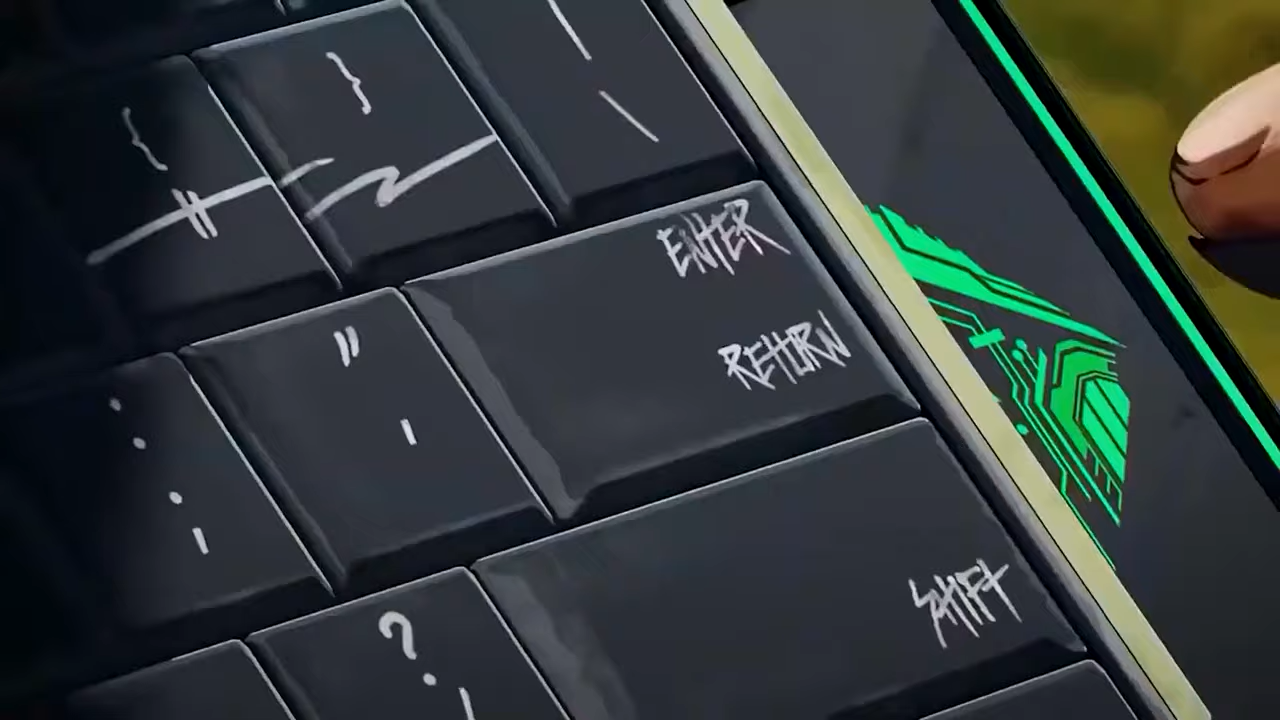 {
}
ENTER
"
RETURN
'
:
;
?
/
SHIFT